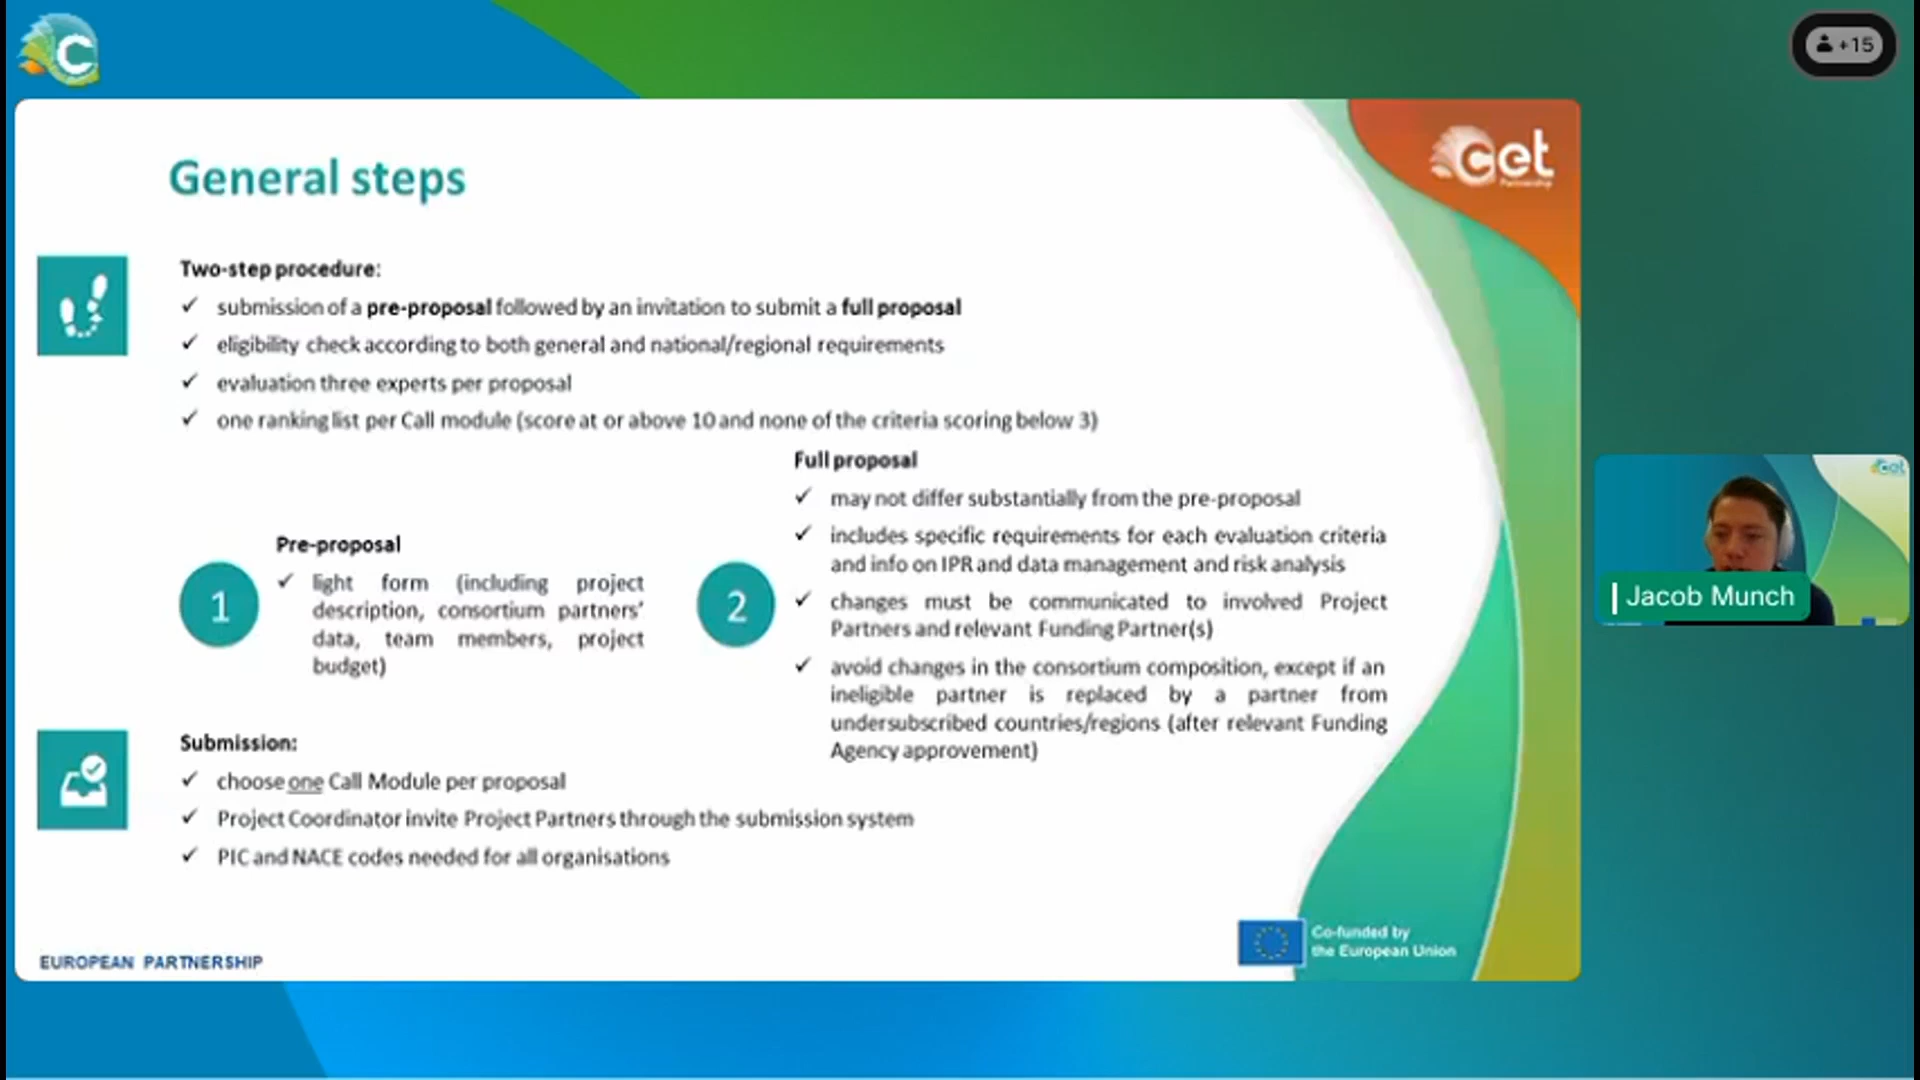 C
+15
cet
Partnership
General steps
Two-step procedure:
✓ submission of a pre-proposal followed by an invitation to submit a full proposal
✓ eligibility check according to both general and national/regional requirements
✓ evaluation three experts per proposal
✓ one ranking list per Call module (score at or above 10 and none of the criteria scoring below 3)
1
Pre-proposal
✓ light form (including project
description, consortium partners'
data, team members, project
budget)
2
Full proposal
✓ may not differ substantially from the pre-proposal
✓ includes specific requirements for each evaluation criteria
and info on IPR and data management and risk analysis
✓ changes must be communicated to involved Project
Partners and relevant Funding Partner(s)
✓ avoid changes in the consortium composition, except if an
ineligible partner is replaced by a partner from
undersubscribed countries/regions (after relevant Funding
Agency approvement)
Submission:
✓ choose one Call Module per proposal
✓ Project Coordinator invite Project Partners through the submission system
✓ PIC and NACE codes needed for all organisations
EUROPEAN PARTNERSHIP
Co-funded by
the European Union
cet
Jacob Munch